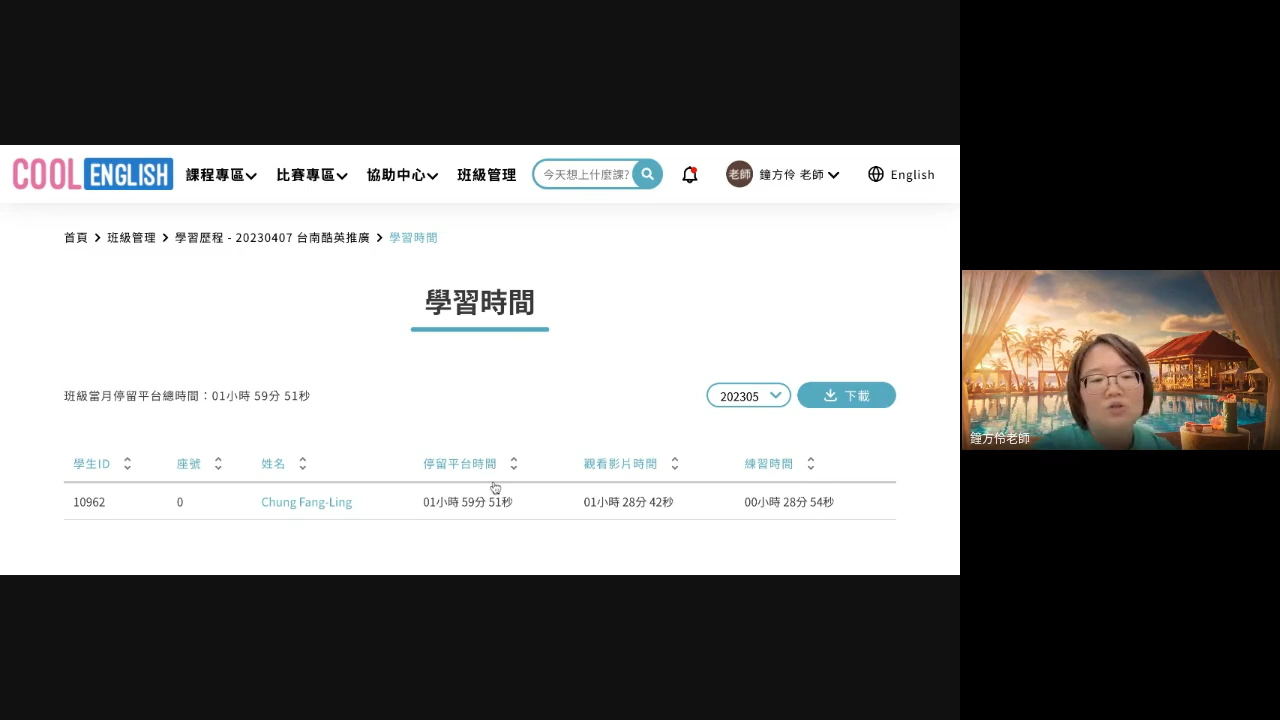 COOL ENGLISH 課程專區 比賽專區 協助中心 班級管理 今天想上什麼課? 老師 鐘方伶 老師 English
首頁 > 班級管理 > 學習歷程 - 20230407 台南酷英推廣 > 學習時間
學習時間
班級當月停留平台總時間：01小時 59分 51秒 202305 下載
學生ID 座號 姓名 停留平台時間 觀看影片時間 練習時間
10962 0 Chung Fang-Ling 01小時 59分 51秒 01小時 28分 42秒 00小時 28分 54秒
鐘方伶老師